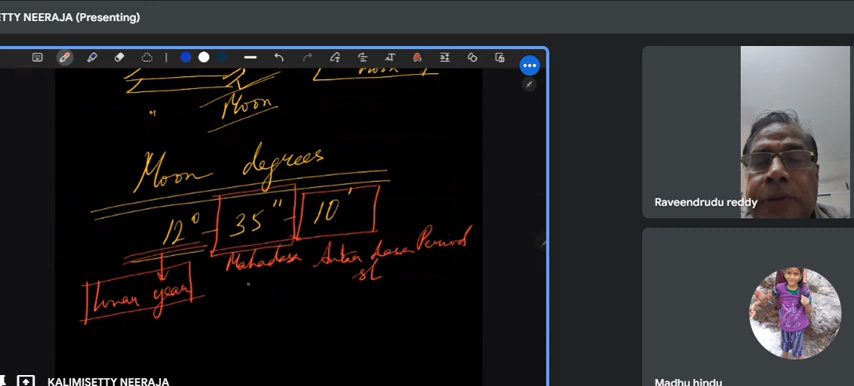 ETTY NEERAJA (Presenting)
Moon
Moon degrees
12° - 35" - 10'
Mahadasa Antar dasa Period
lunar year
Raveendrudu reddy
KALIMISETTY NEERAJA
Madhu hindu